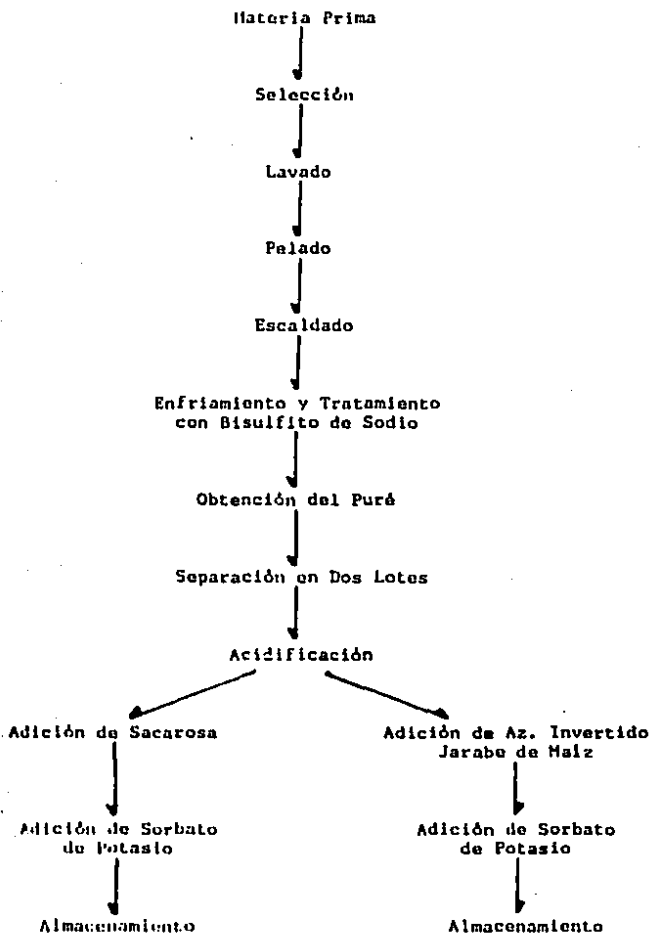 Materia Prima
Selección
Lavado
Pelado
Escaldado
Enfriamiento y Tratamiento
con Bisulfito de Sodio
Obtención del Puré
Separación en Dos Lotes
Acidificación
Adición de Sacarosa
Adición de Az. Invertido
Jarabe de Maíz
Adición de Sorbato
de Potasio
Adición de Sorbato
de Potasio
Almacenamiento
Almacenamiento